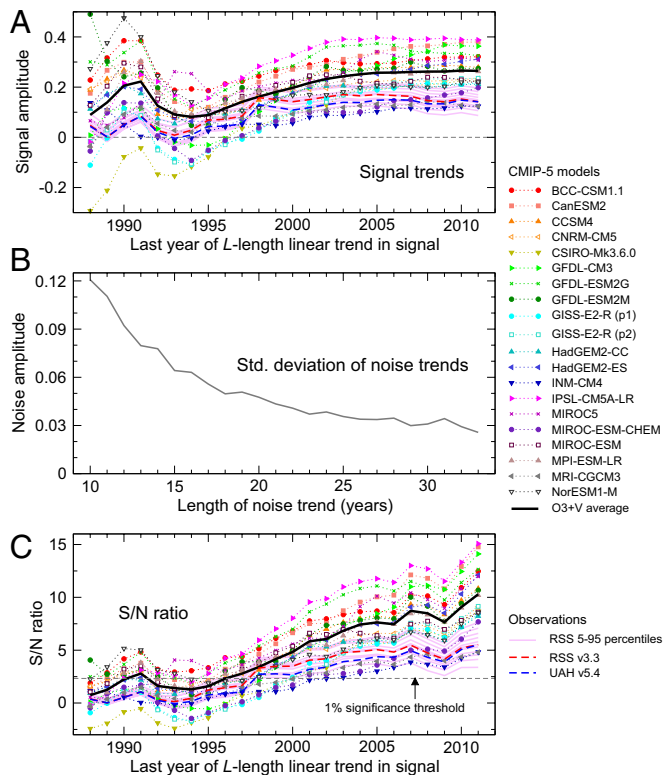 A
Signal amplitude
0.4
0.2
0
-0.2
Signal trends
1990 1995 2000 2005 2010
Last year of L-length linear trend in signal
B
Noise amplitude
0.12
0.09
0.06
0.03
0
Std. deviation of noise trends
10 15 20 25 30
Length of noise trend (years)
C
S/N ratio
15
10
5
0
S/N ratio
1% significance threshold
1990 1995 2000 2005 2010
Last year of L-length linear trend in signal
CMIP-5 models
BCC-CSM1.1
CanESM2
CCSM4
CNRM-CM5
CSIRO-Mk3.6.0
GFDL-CM3
GFDL-ESM2G
GFDL-ESM2M
GISS-E2-R (p1)
GISS-E2-R (p2)
HadGEM2-CC
HadGEM2-ES
INM-CM4
IPSL-CM5A-LR
MIROC5
MIROC-ESM-CHEM
MIROC-ESM
MPI-ESM-LR
MRI-CGCM3
NorESM1-M
O3+V average
Observations
RSS 5-95 percentiles
RSS v3.3
UAH v5.4